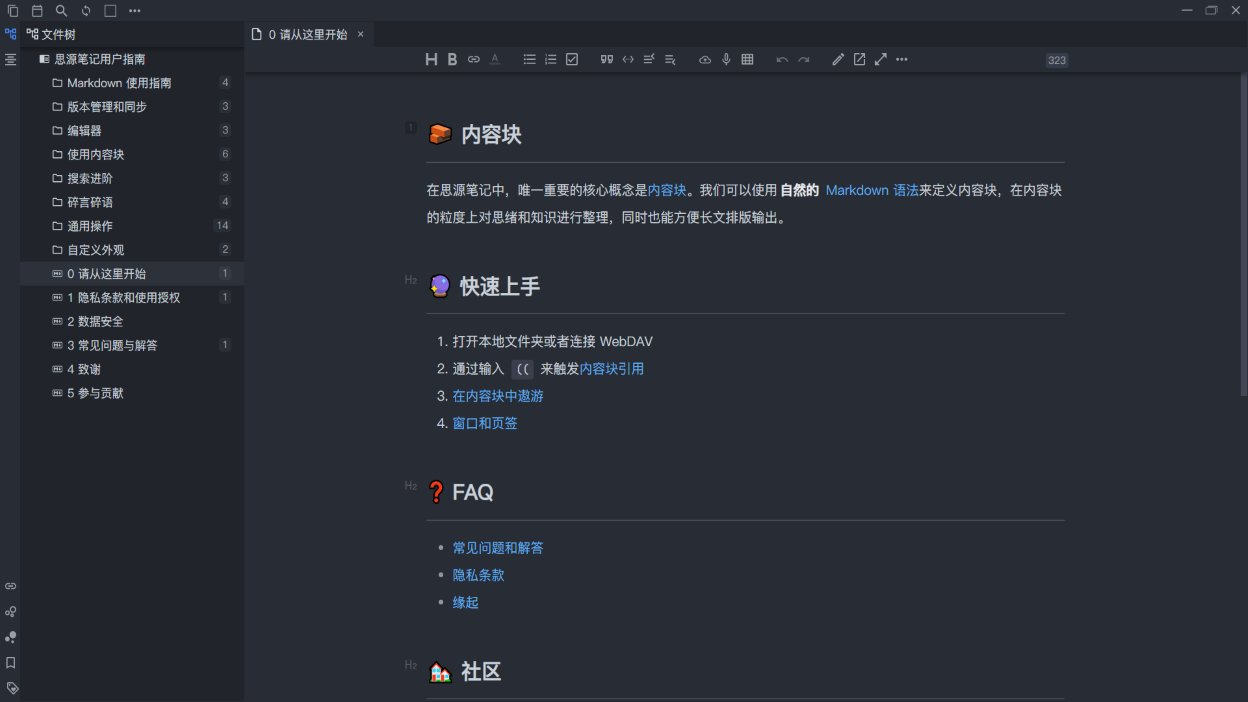 文件树
0 请从这里开始
思源笔记用户指南
Markdown 使用指南 4
版本管理和同步 3
编辑器 3
使用内容块 6
搜索进阶 3
碎言碎语 4
通用操作 14
自定义外观 2
0 请从这里开始 1
1 隐私条款和使用授权 1
2 数据安全
3 常见问题与解答 1
4 致谢
5 参与贡献
323
1
内容块
在思源笔记中，唯一重要的核心概念是内容块。我们可以使用 自然的 Markdown 语法来定义内容块，在内容块
的粒度上对思绪和知识进行整理，同时也能方便长文排版输出。
H2 快速上手
1. 打开本地文件夹或者连接 WebDAV
2. 通过输入 (( 来触发内容块引用
3. 在内容块中遨游
4. 窗口和页签
H2 FAQ
• 常见问题和解答
• 隐私条款
• 缘起
H2 社区